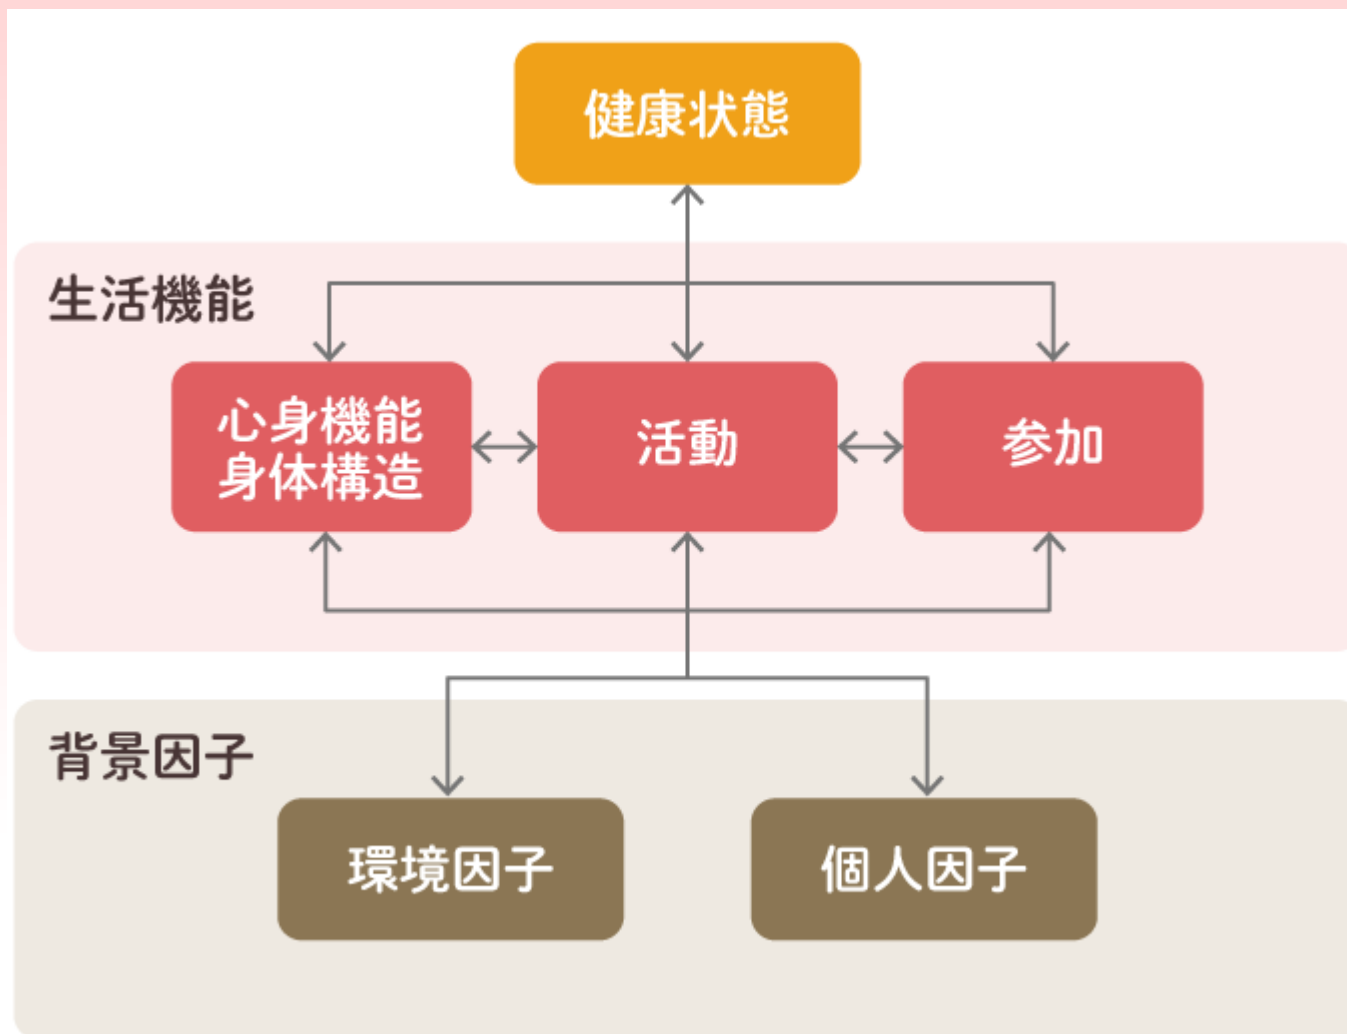 健康状態
生活機能
心身機能
身体構造
活動
参加
背景因子
環境因子
個人因子